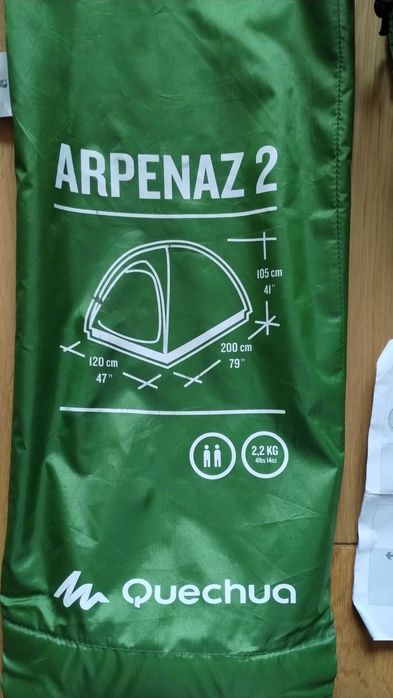 ARPENAZ 2
105 cm
41"
200 cm
79"
120 cm
47"
2,2 KG
4lbs 14oz
Quechua